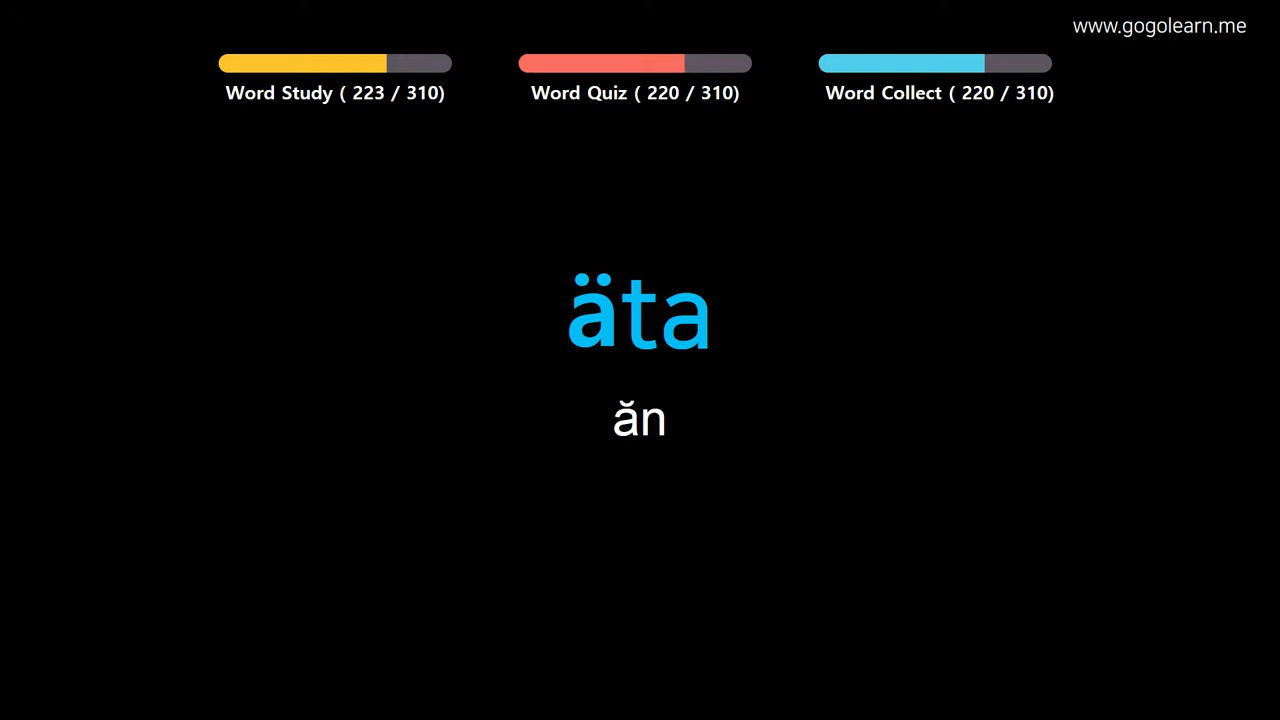 www.gogolearn.me
Word Study ( 223 / 310)
Word Quiz ( 220 / 310)
Word Collect ( 220 / 310)
äta
ăn